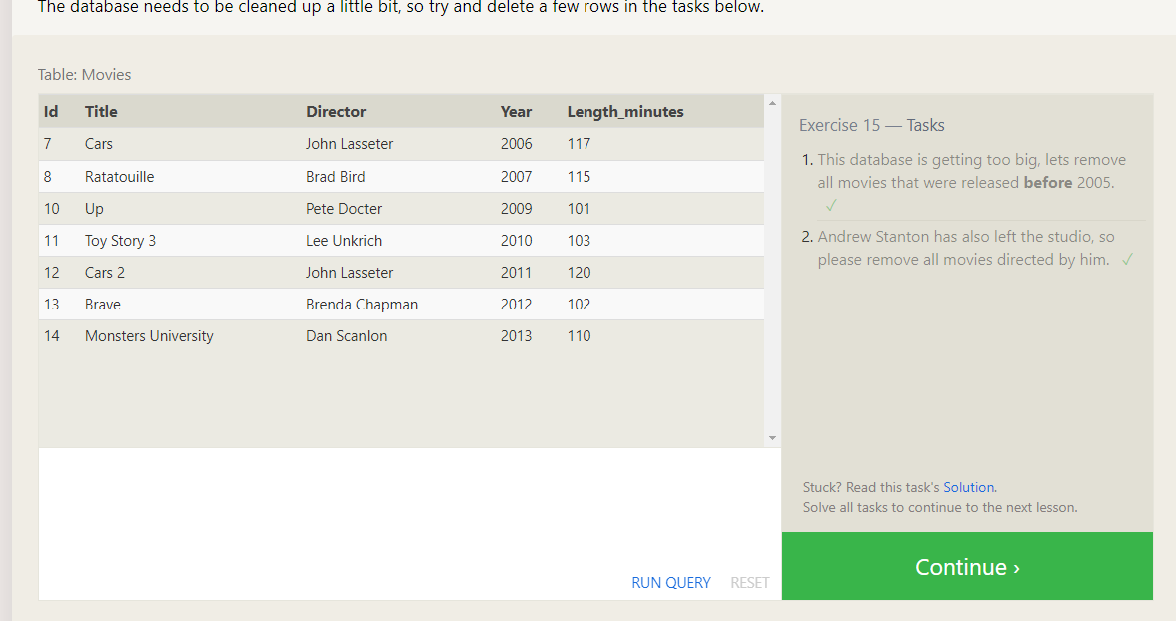 The database needs to be cleaned up a little bit, so try and delete a few rows in the tasks below.
Table: Movies
Id Title Director Year Length_minutes
7 Cars John Lasseter 2006 117
8 Ratatouille Brad Bird 2007 115
10 Up Pete Docter 2009 101
11 Toy Story 3 Lee Unkrich 2010 103
12 Cars 2 John Lasseter 2011 120
13 Brave Brenda Chapman 2012 102
14 Monsters University Dan Scanlon 2013 110
RUN QUERY RESET
Exercise 15 — Tasks
1. This database is getting too big, lets remove
all movies that were released before 2005.
✓
2. Andrew Stanton has also left the studio, so
please remove all movies directed by him. ✓
Stuck? Read this task's Solution.
Solve all tasks to continue to the next lesson.
Continue ›